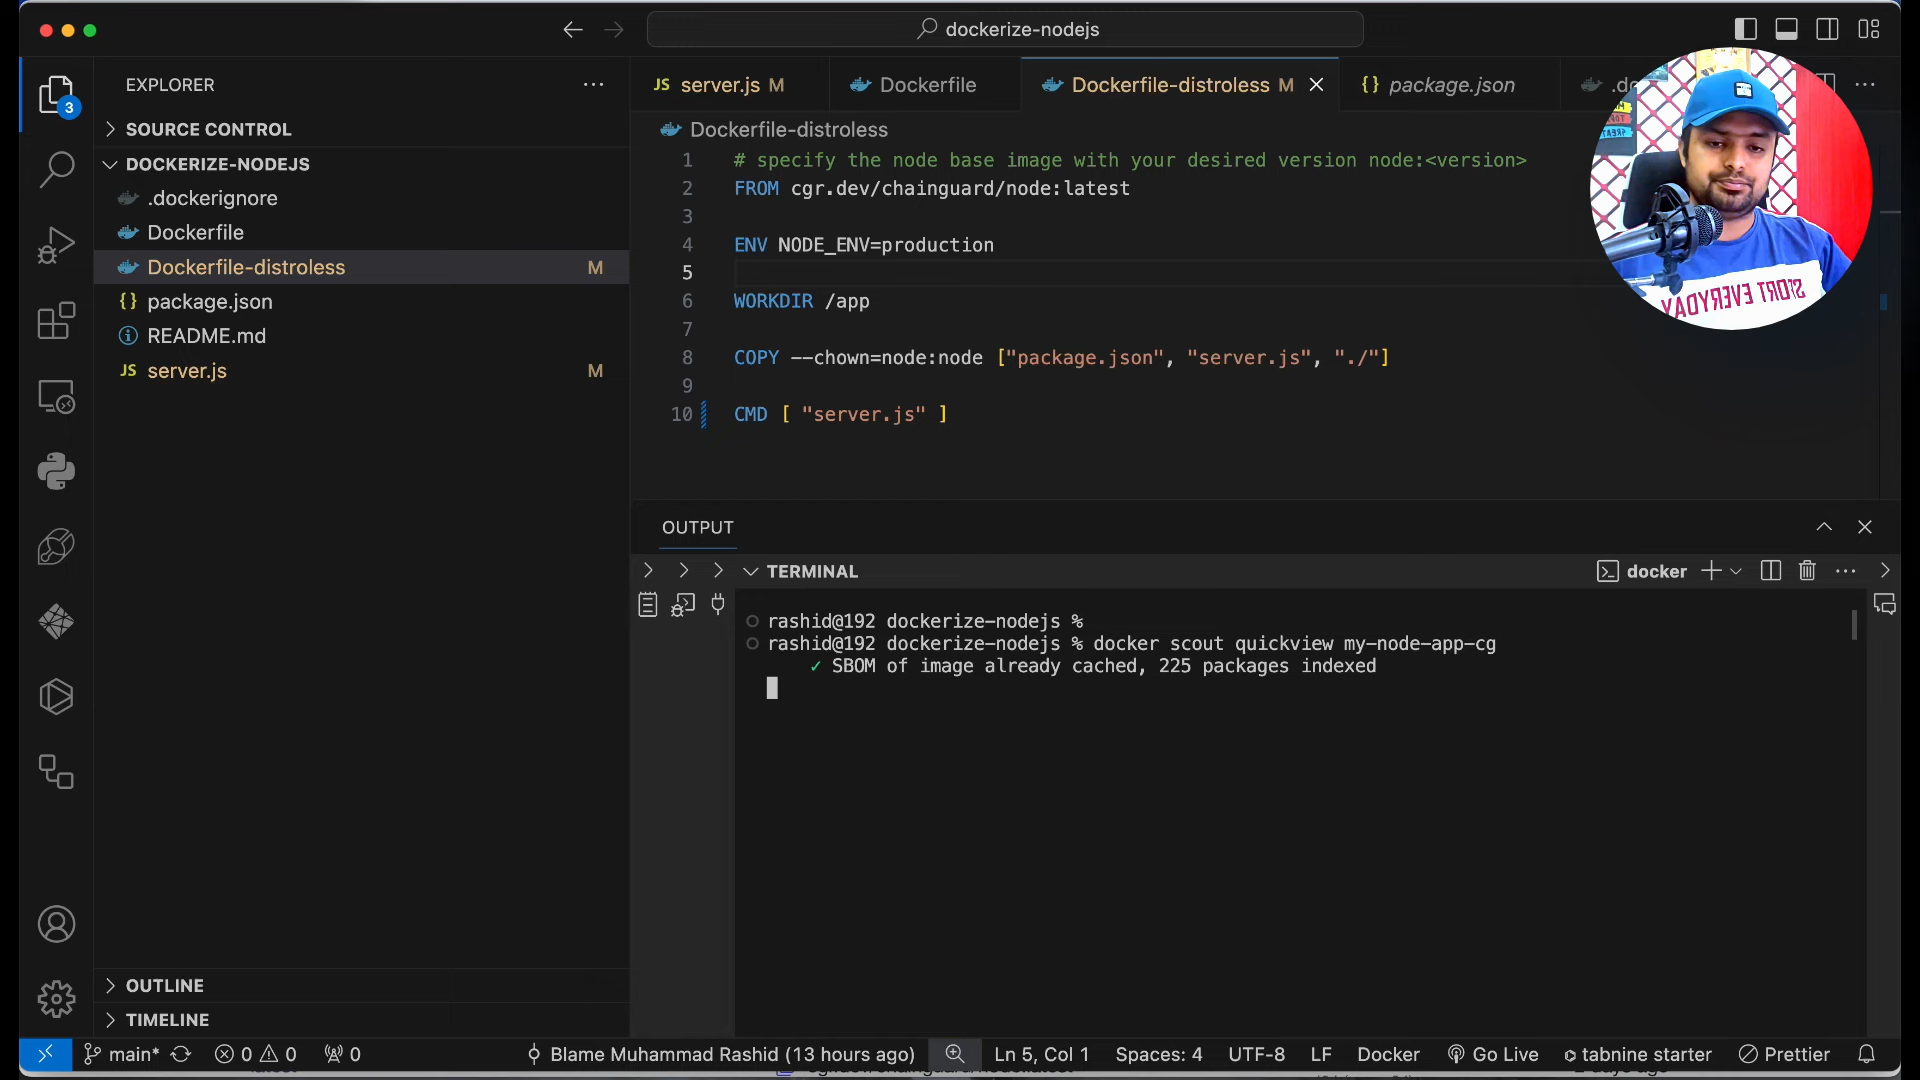 dockerize-nodejs
EXPLORER
3
SOURCE CONTROL
DOCKERIZE-NODEJS
.dockerignore
Dockerfile
Dockerfile-distroless M
package.json
README.md
JS server.js M
OUTLINE
TIMELINE
JS server.js M
Dockerfile
Dockerfile-distroless M
{} package.json
Dockerfile-distroless
1 # specify the node base image with your desired version node:<version>
2 FROM cgr.dev/chainguard/node:latest
3
4 ENV NODE_ENV=production
5
6 WORKDIR /app
7
8 COPY --chown=node:node ["package.json", "server.js", "./"]
9
10 CMD [ "server.js" ]
OUTPUT
TERMINAL
docker
rashid@192 dockerize-nodejs %
rashid@192 dockerize-nodejs % docker scout quickview my-node-app-cg
✓ SBOM of image already cached, 225 packages indexed
main* 0 0 0 Blame Muhammad Rashid (13 hours ago) Ln 5, Col 1 Spaces: 4 UTF-8 LF Docker Go Live tabnine starter Prettier